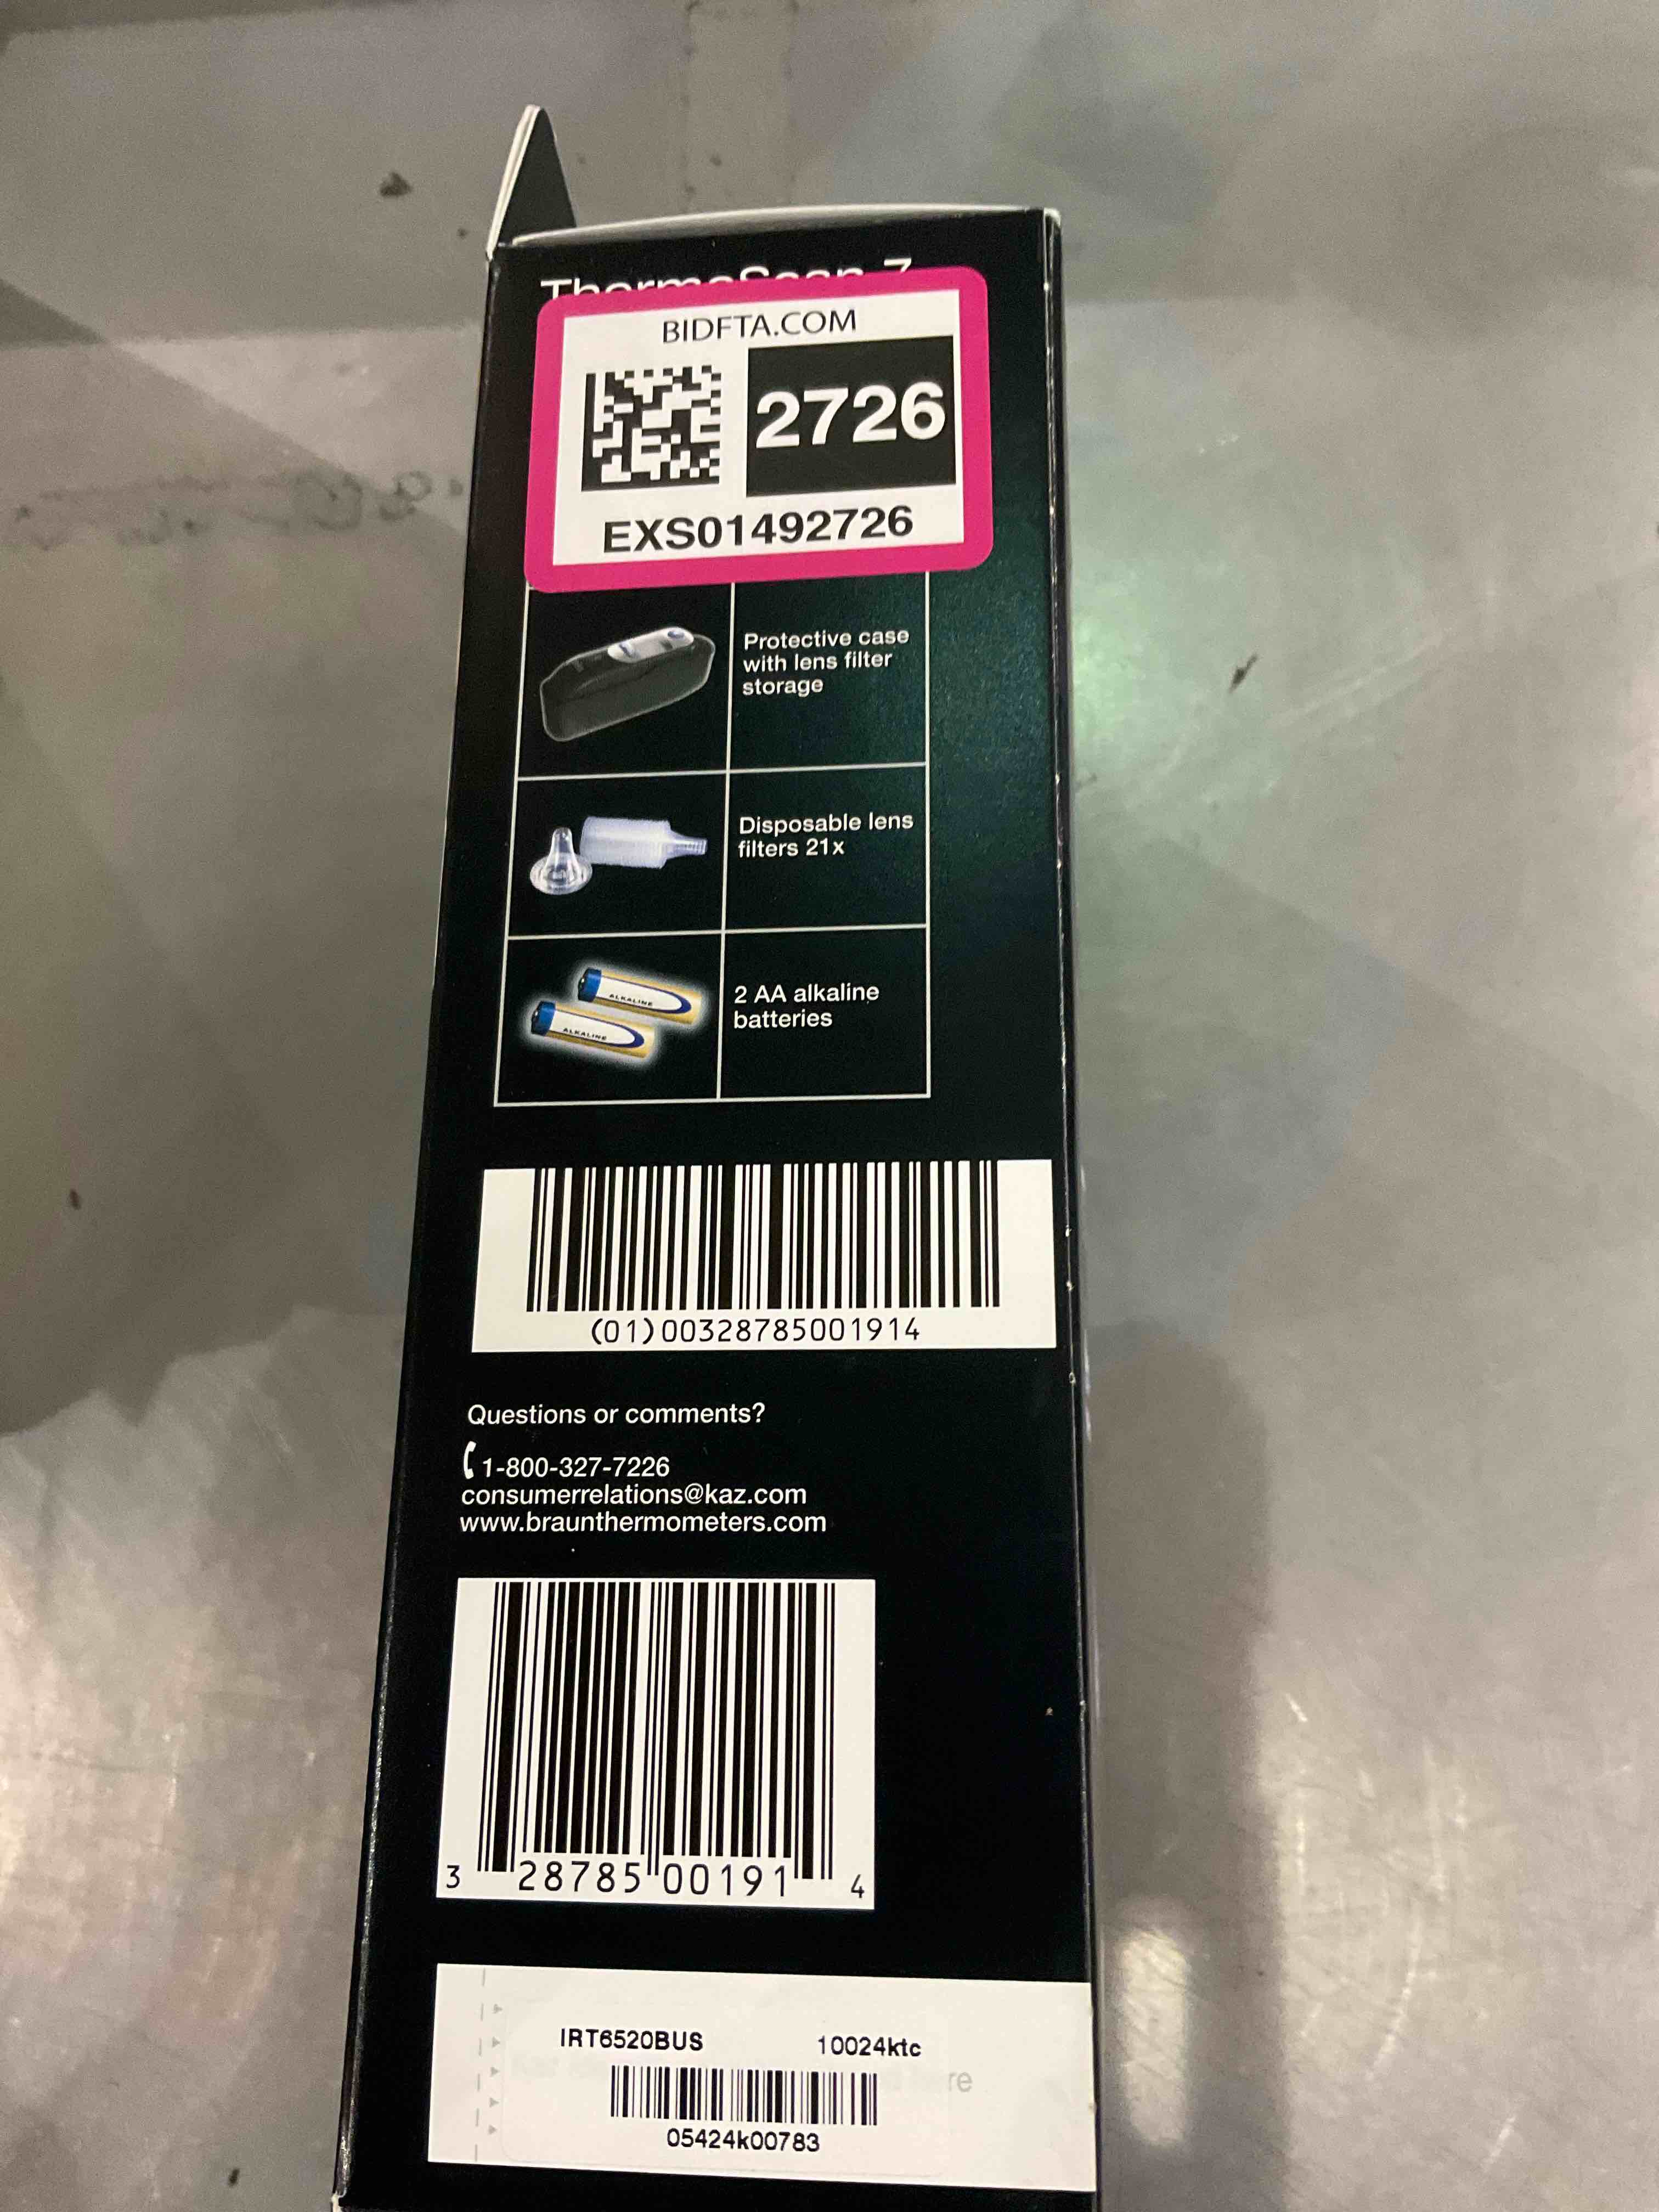 ThermoScan 7
BIDFTA.COM
2726
EXS01492726
Protective case
with lens filter
storage
Disposable lens
filters 21x
ALKALINE
ALKALINE
2 AA alkaline
batteries
(01)00328785001914
Questions or comments?
1-800-327-7226
consumerrelations@kaz.com
www.braunthermometers.com
3 28785 00191 4
IRT6520BUS 10024ktc
05424k00783